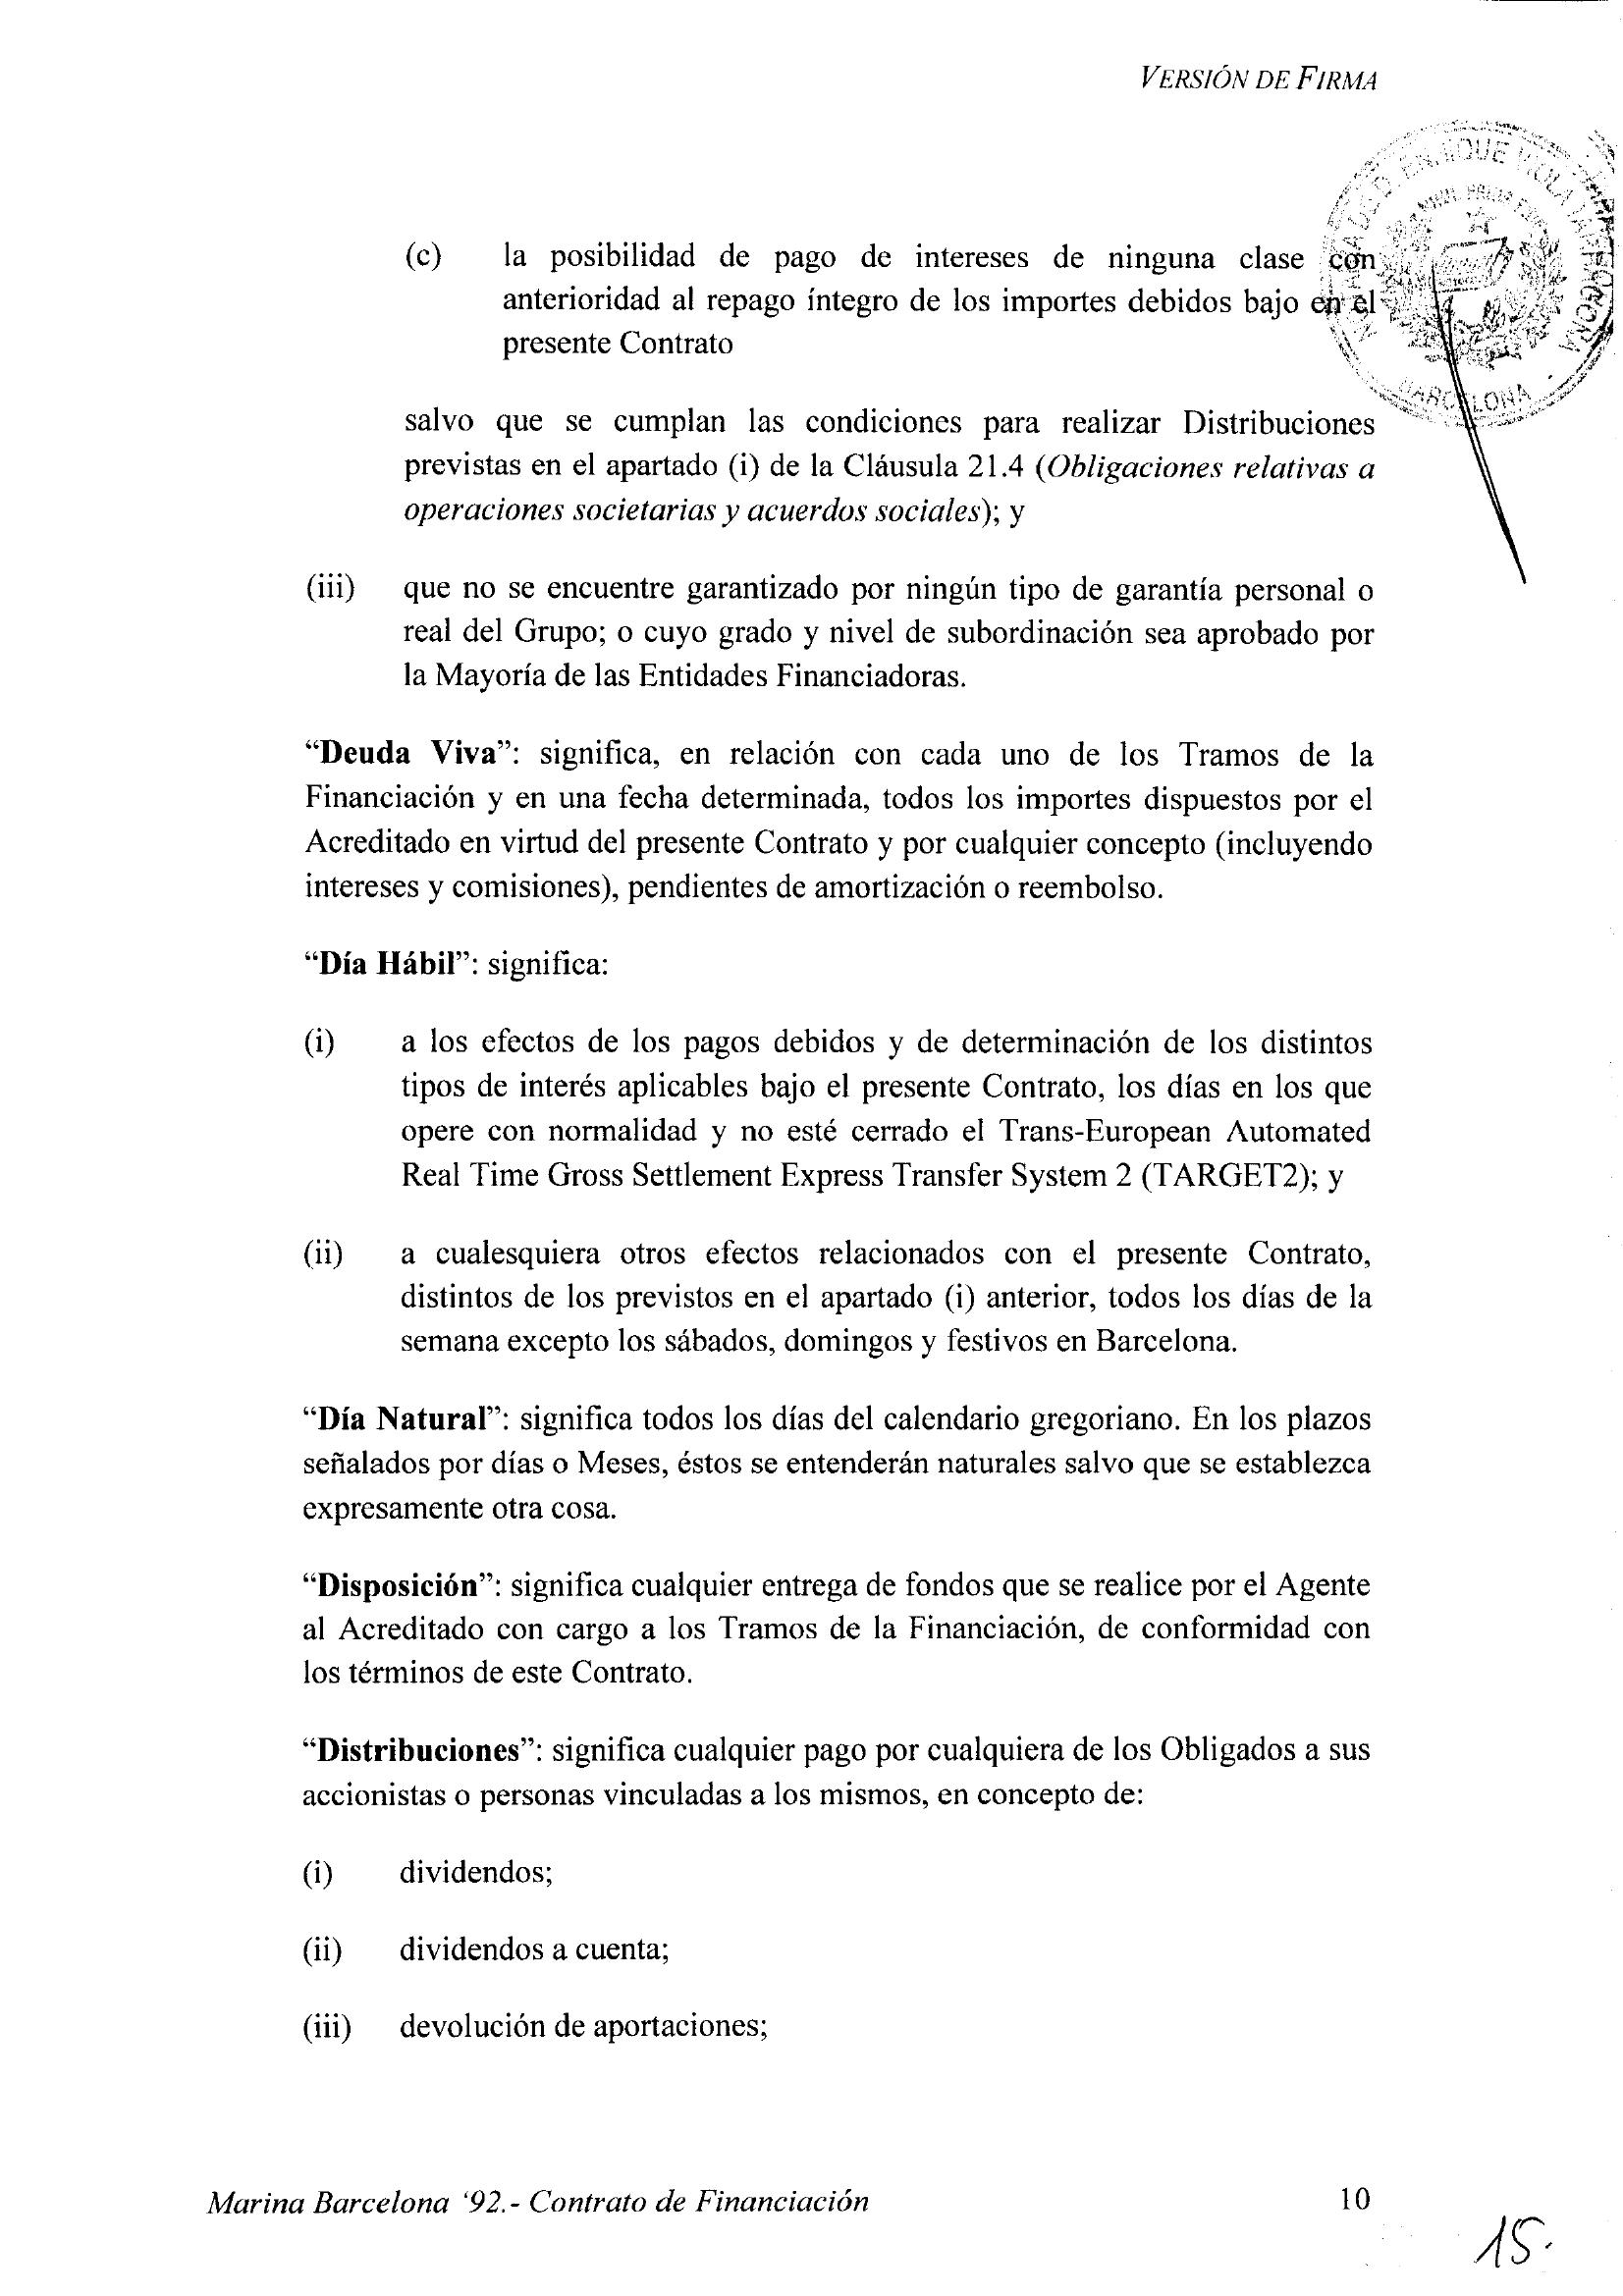 VERSIÓN DE FIRMA
(c) la posibilidad de pago de intereses de ninguna clase con
anterioridad al repago íntegro de los importes debidos bajo en el
presente Contrato
salvo que se cumplan las condiciones para realizar Distribuciones
previstas en el apartado (i) de la Cláusula 21.4 (Obligaciones relativas a
operaciones societarias y acuerdos sociales); y
(iii) que no se encuentre garantizado por ningún tipo de garantía personal o
real del Grupo; o cuyo grado y nivel de subordinación sea aprobado por
la Mayoría de las Entidades Financiadoras.
“Deuda Viva”: significa, en relación con cada uno de los Tramos de la
Financiación y en una fecha determinada, todos los importes dispuestos por el
Acreditado en virtud del presente Contrato y por cualquier concepto (incluyendo
intereses y comisiones), pendientes de amortización o reembolso.
“Día Hábil”: significa:
(i) a los efectos de los pagos debidos y de determinación de los distintos
tipos de interés aplicables bajo el presente Contrato, los días en los que
opere con normalidad y no esté cerrado el Trans-European Automated
Real Time Gross Settlement Express Transfer System 2 (TARGET2); y
(ii) a cualesquiera otros efectos relacionados con el presente Contrato,
distintos de los previstos en el apartado (i) anterior, todos los días de la
semana excepto los sábados, domingos y festivos en Barcelona.
“Día Natural”: significa todos los días del calendario gregoriano. En los plazos
señalados por días o Meses, éstos se entenderán naturales salvo que se establezca
expresamente otra cosa.
“Disposición”: significa cualquier entrega de fondos que se realice por el Agente
al Acreditado con cargo a los Tramos de la Financiación, de conformidad con
los términos de este Contrato.
“Distribuciones”: significa cualquier pago por cualquiera de los Obligados a sus
accionistas o personas vinculadas a los mismos, en concepto de:
(i) dividendos;
(ii) dividendos a cuenta;
(iii) devolución de aportaciones;
Marina Barcelona ‘92.- Contrato de Financiación 10
15.
BARCELONA